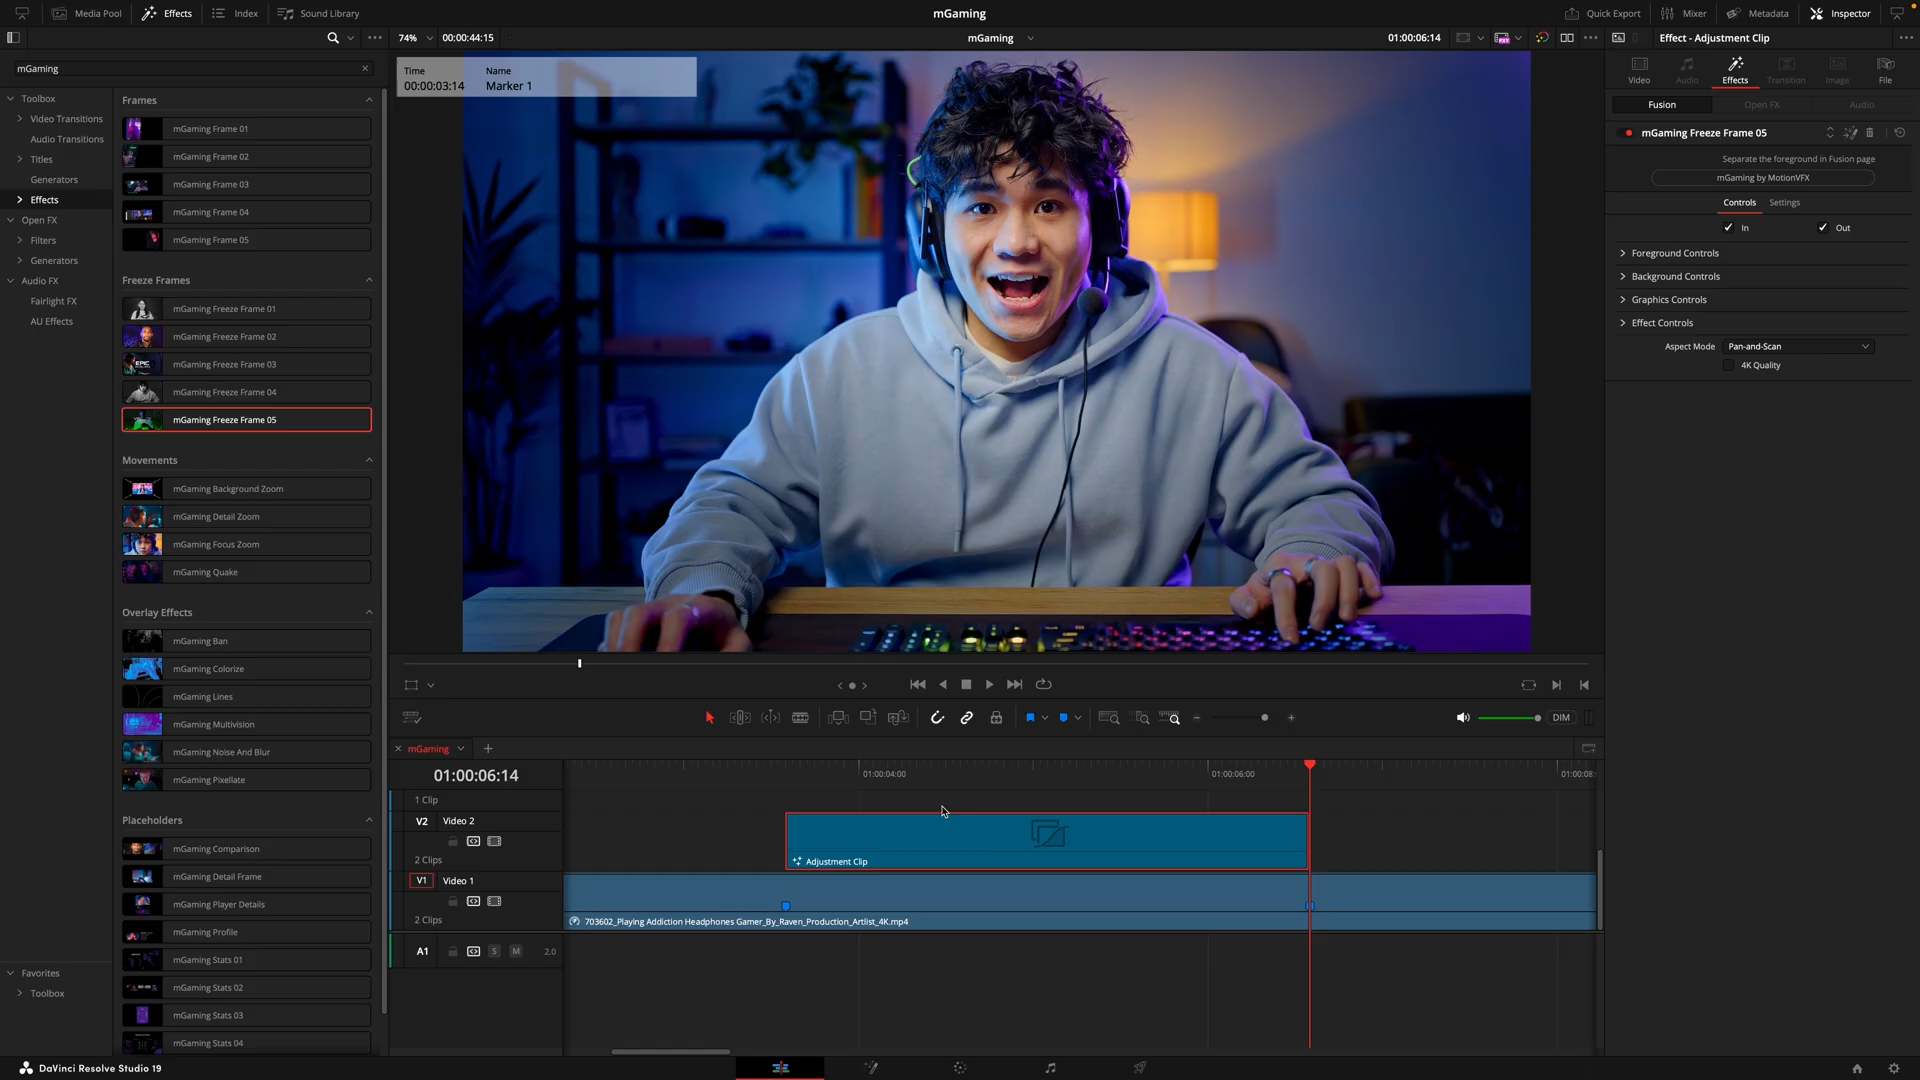 Media Pool
Effects
Index
Sound Library
mGaming
Quick Export
Mixer
Metadata
Inspector
74%
00:00:44:15
mGaming
01:00:06:14
Effect - Adjustment Clip
mGaming
Toolbox
Video Transitions
Audio Transitions
Titles
Generators
Effects
Open FX
Filters
Generators
Audio FX
Fairlight FX
AU Effects
Favorites
Toolbox
Frames
mGaming Frame 01
mGaming Frame 02
mGaming Frame 03
mGaming Frame 04
mGaming Frame 05
Freeze Frames
mGaming Freeze Frame 01
mGaming Freeze Frame 02
mGaming Freeze Frame 03
mGaming Freeze Frame 04
mGaming Freeze Frame 05
Movements
mGaming Background Zoom
mGaming Detail Zoom
mGaming Focus Zoom
mGaming Quake
Overlay Effects
mGaming Ban
mGaming Colorize
mGaming Lines
mGaming Multivision
mGaming Noise And Blur
mGaming Pixellate
Placeholders
mGaming Comparison
mGaming Detail Frame
mGaming Player Details
mGaming Profile
mGaming Stats 01
mGaming Stats 02
mGaming Stats 03
mGaming Stats 04
EPIC
Time
Name
00:00:03:14
Marker 1
Video
Audio
Effects
Transition
Image
File
Fusion
Open FX
Audio
mGaming Freeze Frame 05
Separate the foreground in Fusion page
mGaming by MotionVFX
Controls
Settings
In
Out
Foreground Controls
Background Controls
Graphics Controls
Effect Controls
Aspect Mode
Pan-and-Scan
4K Quality
DIM
mGaming
01:00:06:14
01:00:04:00
01:00:06:00
01:00:08:
1 Clip
V2
Video 2
2 Clips
Adjustment Clip
V1
Video 1
2 Clips
703602_Playing Addiction Headphones Gamer_By_Raven_Production_Artlist_4K.mp4
A1
S
M
2.0
DaVinci Resolve Studio 19